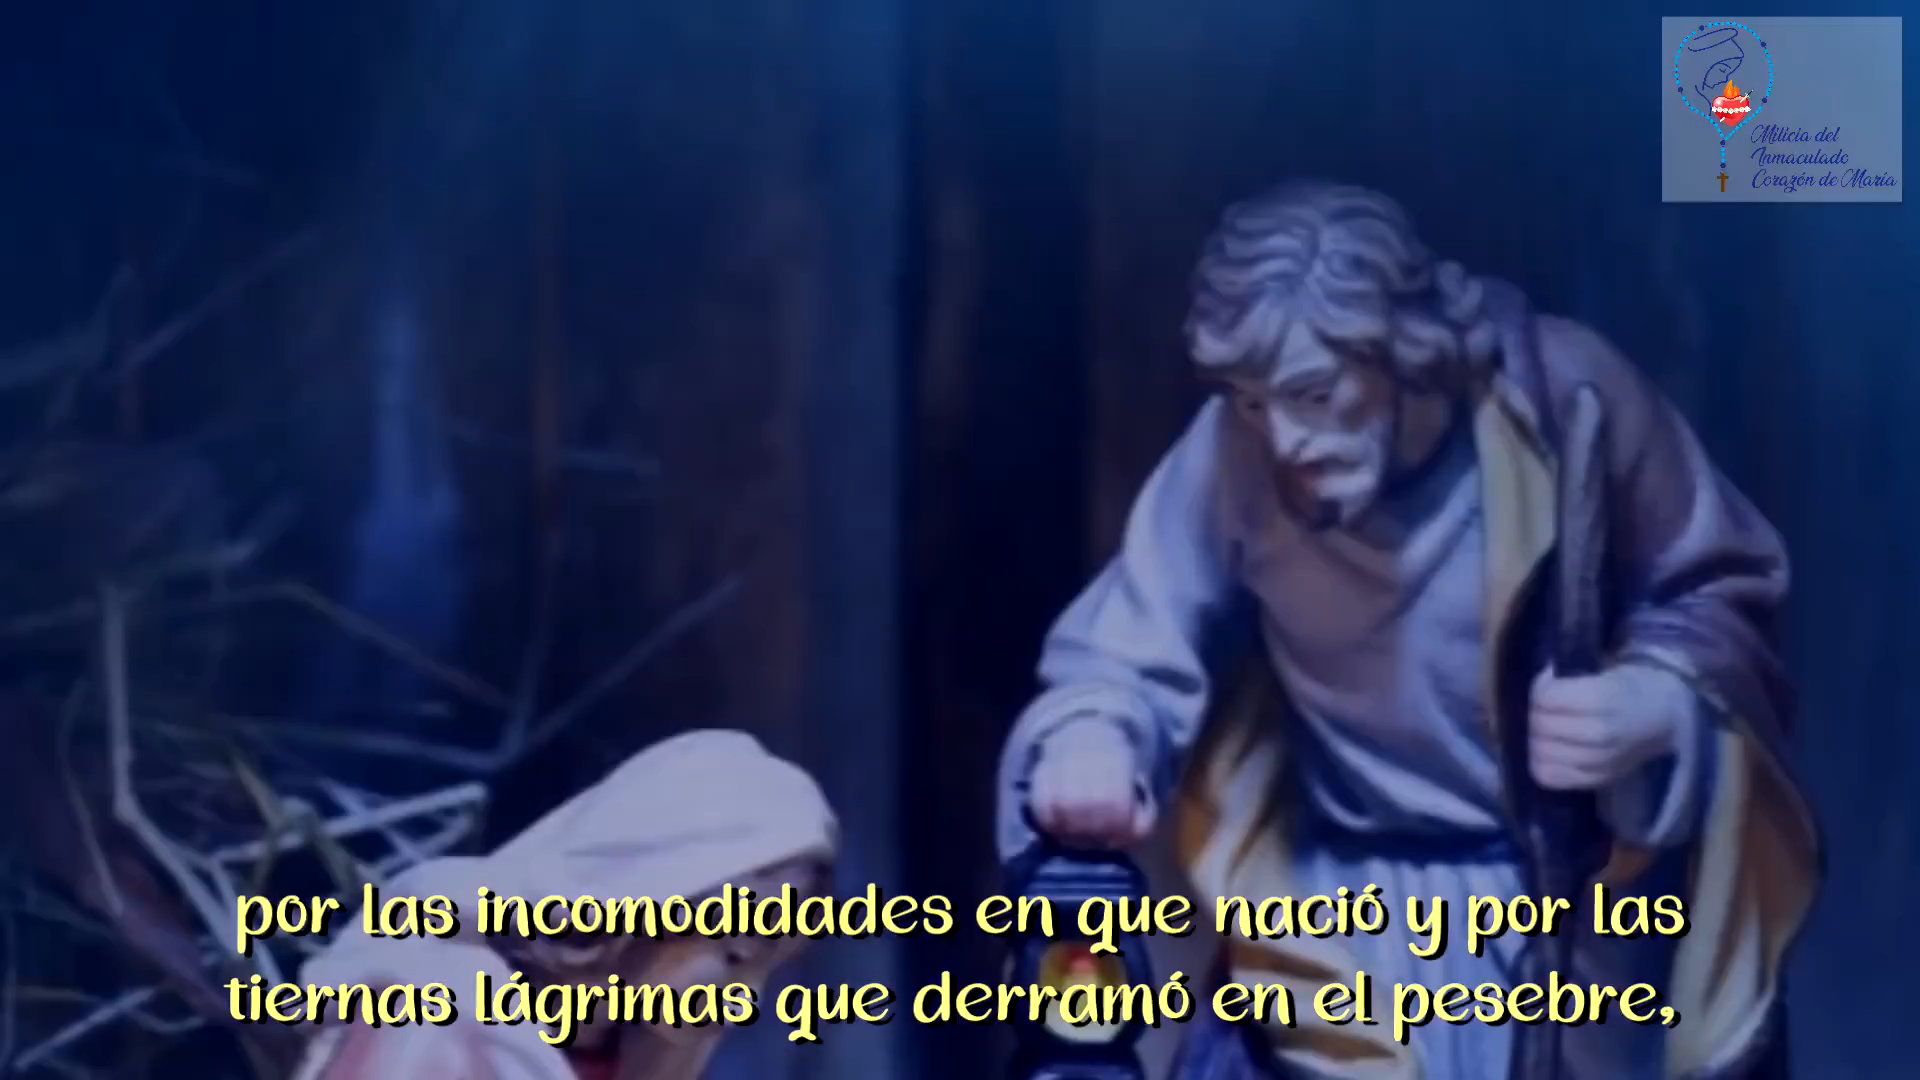 Milicia del
Inmaculado
Corazón de María
por las incomodidades en que nació y por las
tiernas lágrimas que derramó en el pesebre,